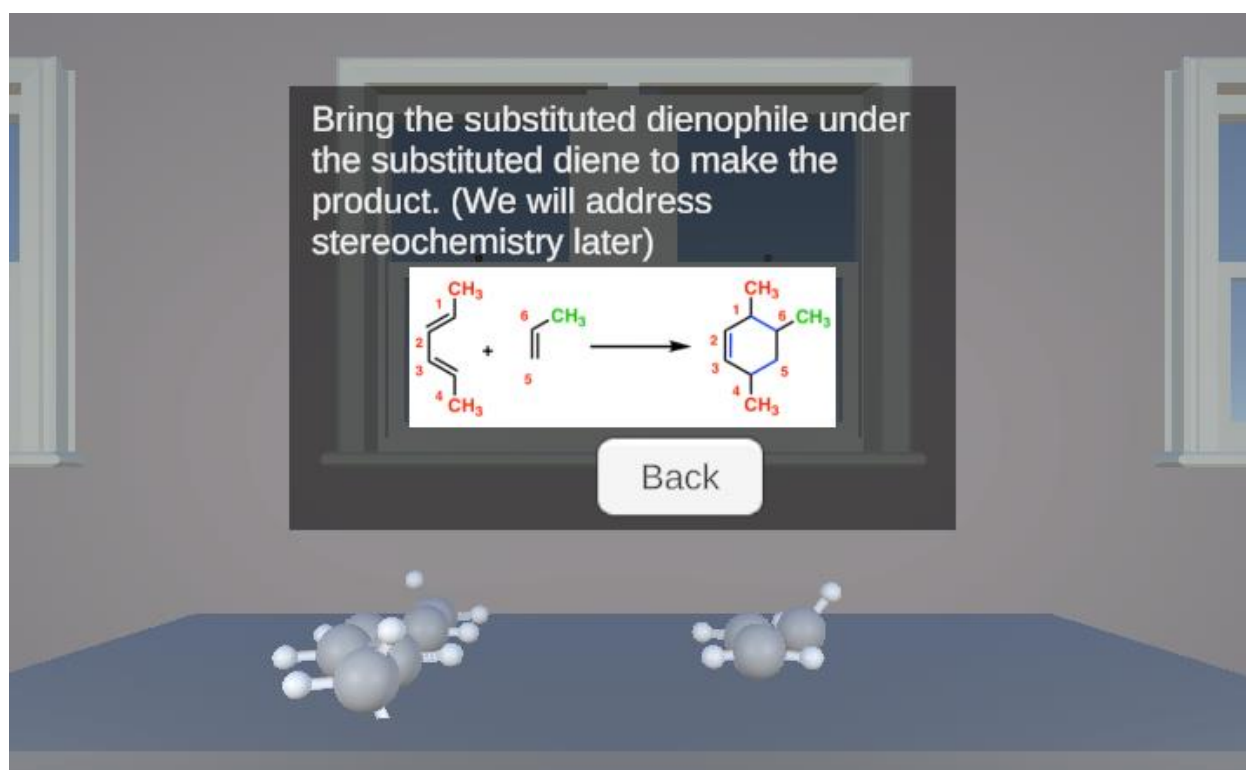 Bring the substituted dienophile under
the substituted diene to make the
product. (We will address
stereochemistry later)
CH3 CH3
1 6 CH3 1 6 CH3
2 + 2
3 5 3 5
4 4
CH3 CH3
Back